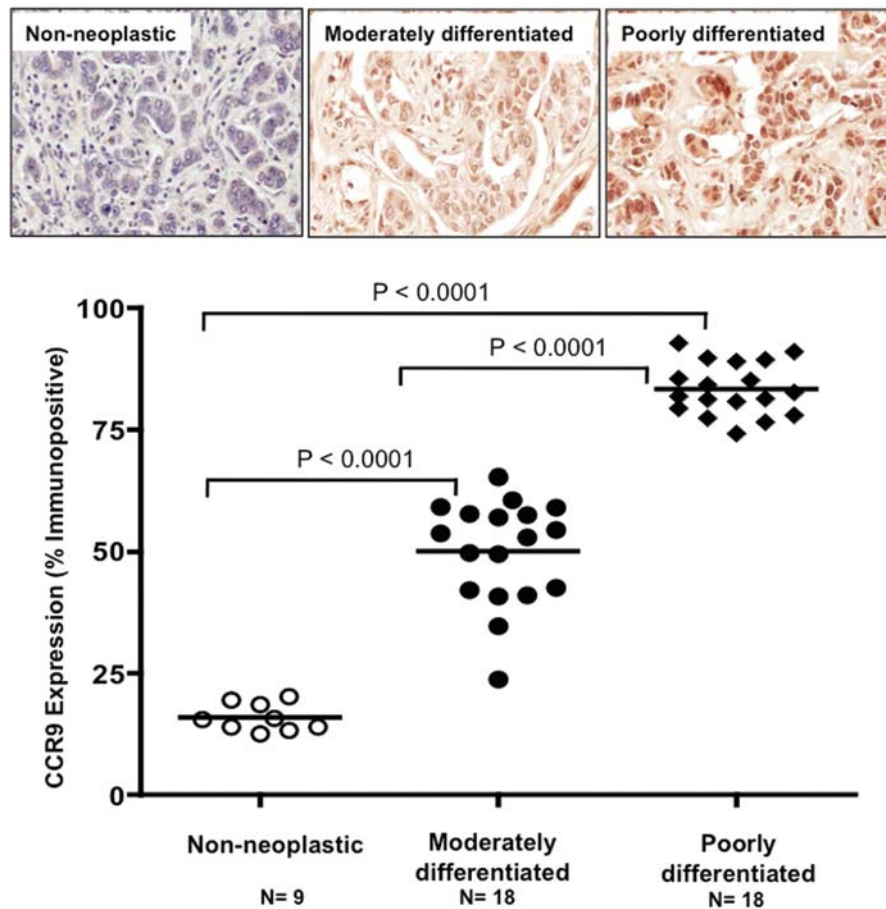 Non-neoplastic
Moderately differentiated
Poorly differentiated
P < 0.0001
P < 0.0001
P < 0.0001
CCR9 Expression (% Immunopositive)
100
75
50
25
0
Non-neoplastic
Moderately
differentiated
Poorly
differentiated
N= 9
N= 18
N= 18